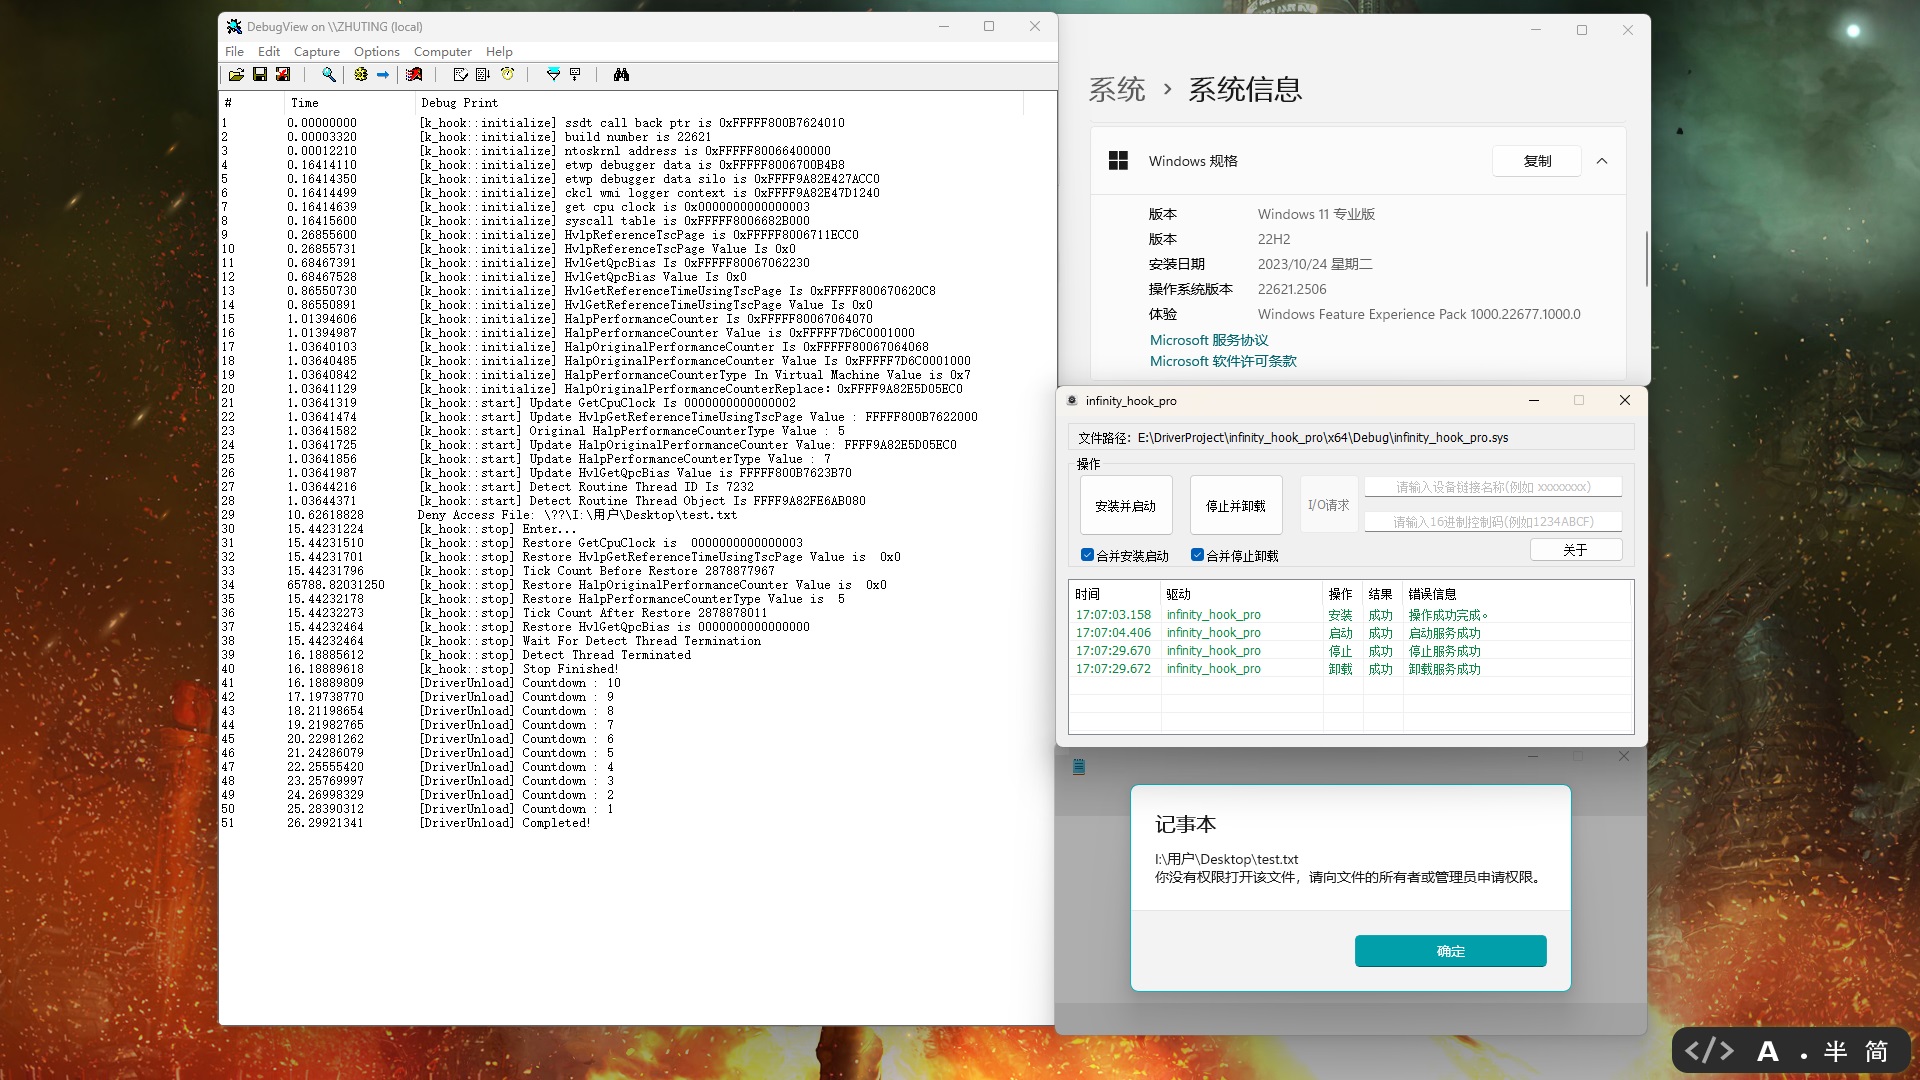 DebugView on \\ZHUTING (local)
File Edit Capture Options Computer Help
# Time Debug Print
1 0.00000000 [k_hook::initialize] ssdt call back ptr is 0xFFFFF800B7624010
2 0.00003320 [k_hook::initialize] build number is 22621
3 0.00012210 [k_hook::initialize] ntoskrnl address is 0xFFFFF80066400000
4 0.16414110 [k_hook::initialize] etwp debugger data is 0xFFFFF8006700B4B8
5 0.16414350 [k_hook::initialize] etwp debugger data silo is 0xFFFF9A82E427ACC0
6 0.16414499 [k_hook::initialize] ckcl wmi logger context is 0xFFFF9A82E47D1240
7 0.16414639 [k_hook::initialize] get cpu clock is 0x0000000000000003
8 0.16415600 [k_hook::initialize] syscall table is 0xFFFFF8006682B000
9 0.26855600 [k_hook::initialize] HvlpReferenceTscPage is 0xFFFFF8006711ECC0
10 0.26855731 [k_hook::initialize] HvlpReferenceTscPage Value Is 0x0
11 0.68467391 [k_hook::initialize] HvlGetQpcBias Is 0xFFFFF80067062230
12 0.68467528 [k_hook::initialize] HvlGetQpcBias Value Is 0x0
13 0.86550730 [k_hook::initialize] HvlGetReferenceTimeUsingTscPage Is 0xFFFFF800670620C8
14 0.86550891 [k_hook::initialize] HvlGetReferenceTimeUsingTscPage Value Is 0x0
15 1.01394606 [k_hook::initialize] HalpPerformanceCounter Is 0xFFFFF80067064070
16 1.01394987 [k_hook::initialize] HalpPerformanceCounter Value is 0xFFFFF7D6C0001000
17 1.03640103 [k_hook::initialize] HalpOriginalPerformanceCounter Is 0xFFFFF80067064068
18 1.03640485 [k_hook::initialize] HalpOriginalPerformanceCounter Value Is 0xFFFFF7D6C0001000
19 1.03640842 [k_hook::initialize] HalpPerformanceCounterType In Virtual Machine Value is 0x7
20 1.03641129 [k_hook::initialize] HalpOriginalPerformanceCounterReplace: 0xFFFF9A82E5D05EC0
21 1.03641319 [k_hook::start] Update GetCpuClock Is 0000000000000002
22 1.03641474 [k_hook::start] Update HvlpGetReferenceTimeUsingTscPage Value : FFFFF800B7622000
23 1.03641582 [k_hook::start] Original HalpPerformanceCounterType Value : 5
24 1.03641725 [k_hook::start] Update HalpOriginalPerformanceCounter Value: FFFF9A82E5D05EC0
25 1.03641856 [k_hook::start] Update HalpPerformanceCounterType Value : 7
26 1.03641987 [k_hook::start] Update HvlGetQpcBias Value is FFFFF800B7623B70
27 1.03644216 [k_hook::start] Detect Routine Thread ID Is 7232
28 1.03644371 [k_hook::start] Detect Routine Thread Object Is FFFF9A82FE6AB080
29 10.62618828 Deny Access File: \??\I:\用户\Desktop\test.txt
30 15.44231224 [k_hook::stop] Enter...
31 15.44231510 [k_hook::stop] Restore GetCpuClock is 0000000000000003
32 15.44231701 [k_hook::stop] Restore HvlpGetReferenceTimeUsingTscPage Value is 0x0
33 15.44231796 [k_hook::stop] Tick Count Before Restore 2878877967
34 65788.82031250 [k_hook::stop] Restore HalpOriginalPerformanceCounter Value is 0x0
35 15.44232178 [k_hook::stop] Restore HalpPerformanceCounterType Value is 5
36 15.44232273 [k_hook::stop] Tick Count After Restore 2878878011
37 15.44232464 [k_hook::stop] Restore HvlGetQpcBias is 0000000000000000
38 15.44232464 [k_hook::stop] Wait For Detect Thread Termination
39 16.18885612 [k_hook::stop] Detect Thread Terminated
40 16.18889618 [k_hook::stop] Stop Finished!
41 16.18889809 [DriverUnload] Countdown : 10
42 17.19738770 [DriverUnload] Countdown : 9
43 18.21198654 [DriverUnload] Countdown : 8
44 19.21982765 [DriverUnload] Countdown : 7
45 20.22981262 [DriverUnload] Countdown : 6
46 21.24286079 [DriverUnload] Countdown : 5
47 22.25555420 [DriverUnload] Countdown : 4
48 23.25769997 [DriverUnload] Countdown : 3
49 24.26998329 [DriverUnload] Countdown : 2
50 25.28390312 [DriverUnload] Countdown : 1
51 26.29921341 [DriverUnload] Completed!
系统 › 系统信息
Windows 规格 复制
版本 Windows 11 专业版
版本 22H2
安装日期 2023/10/24 星期二
操作系统版本 22621.2506
体验 Windows Feature Experience Pack 1000.22677.1000.0
Microsoft 服务协议
Microsoft 软件许可条款
infinity_hook_pro
文件路径: E:\DriverProject\infinity_hook_pro\x64\Debug\infinity_hook_pro.sys
操作
安装并启动 停止并卸载 I/O请求
请输入设备链接名称(例如 xxxxxxxx)
请输入16进制控制码(例如1234ABCF)
合并安装启动 合并停止卸载 关于
时间 驱动 操作 结果 错误信息
17:07:03.158 infinity_hook_pro 安装 成功 操作成功完成。
17:07:04.406 infinity_hook_pro 启动 成功 启动服务成功
17:07:29.670 infinity_hook_pro 停止 成功 停止服务成功
17:07:29.672 infinity_hook_pro 卸载 成功 卸载服务成功
记事本
I:\用户\Desktop\test.txt
你没有权限打开该文件，请向文件的所有者或管理员申请权限。
确定
</> A . 半 简